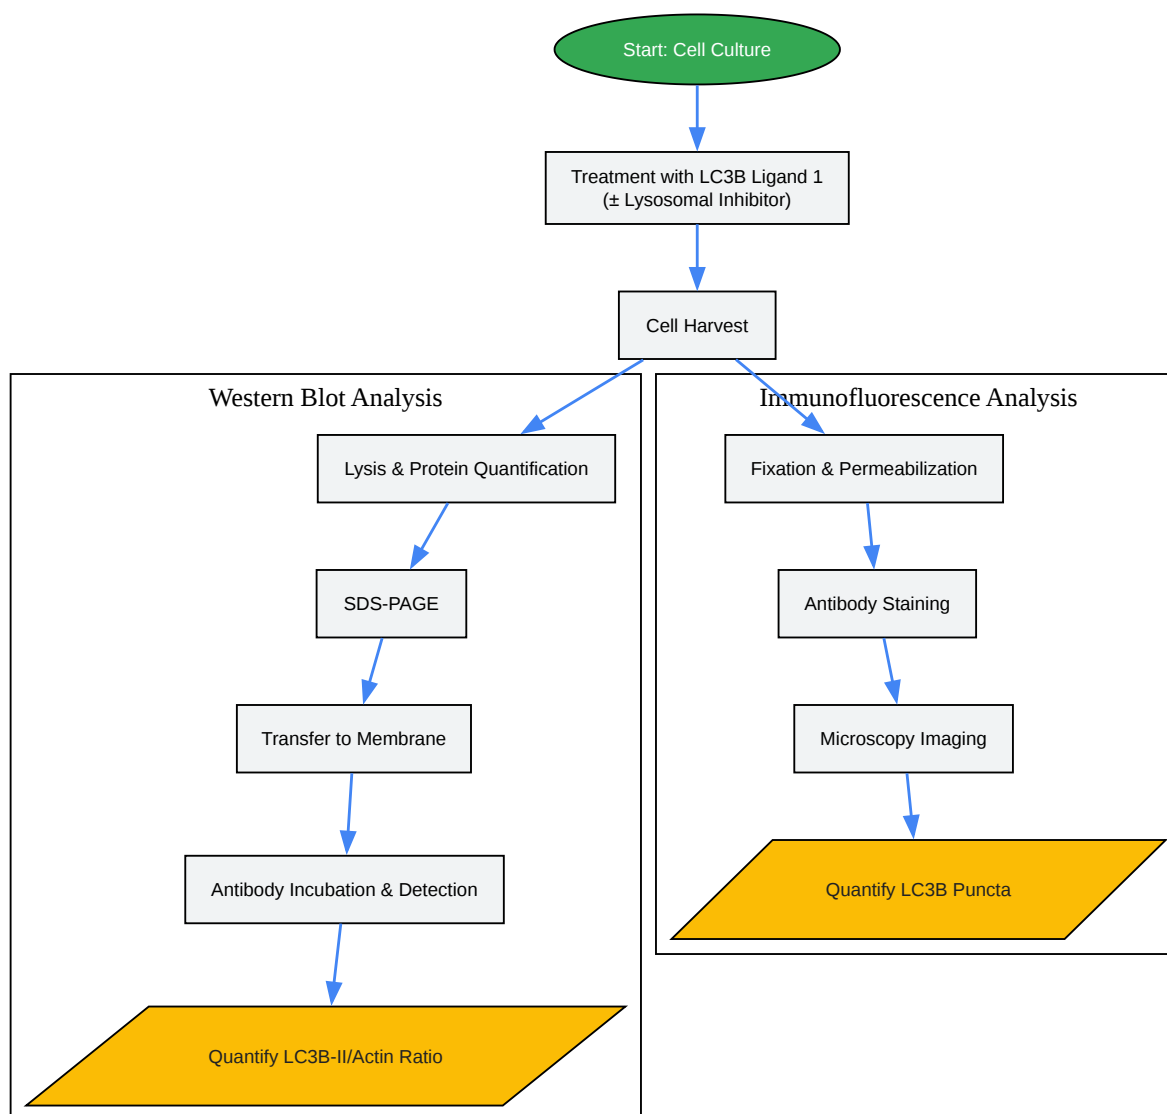 Start: Cell Culture
Treatment with LC3B Ligand 1
(± Lysosomal Inhibitor)
Cell Harvest
Western Blot Analysis
Lysis & Protein Quantification
SDS-PAGE
Transfer to Membrane
Antibody Incubation & Detection
Quantify LC3B-II/Actin Ratio
Immunofluorescence Analysis
Fixation & Permeabilization
Antibody Staining
Microscopy Imaging
Quantify LC3B Puncta